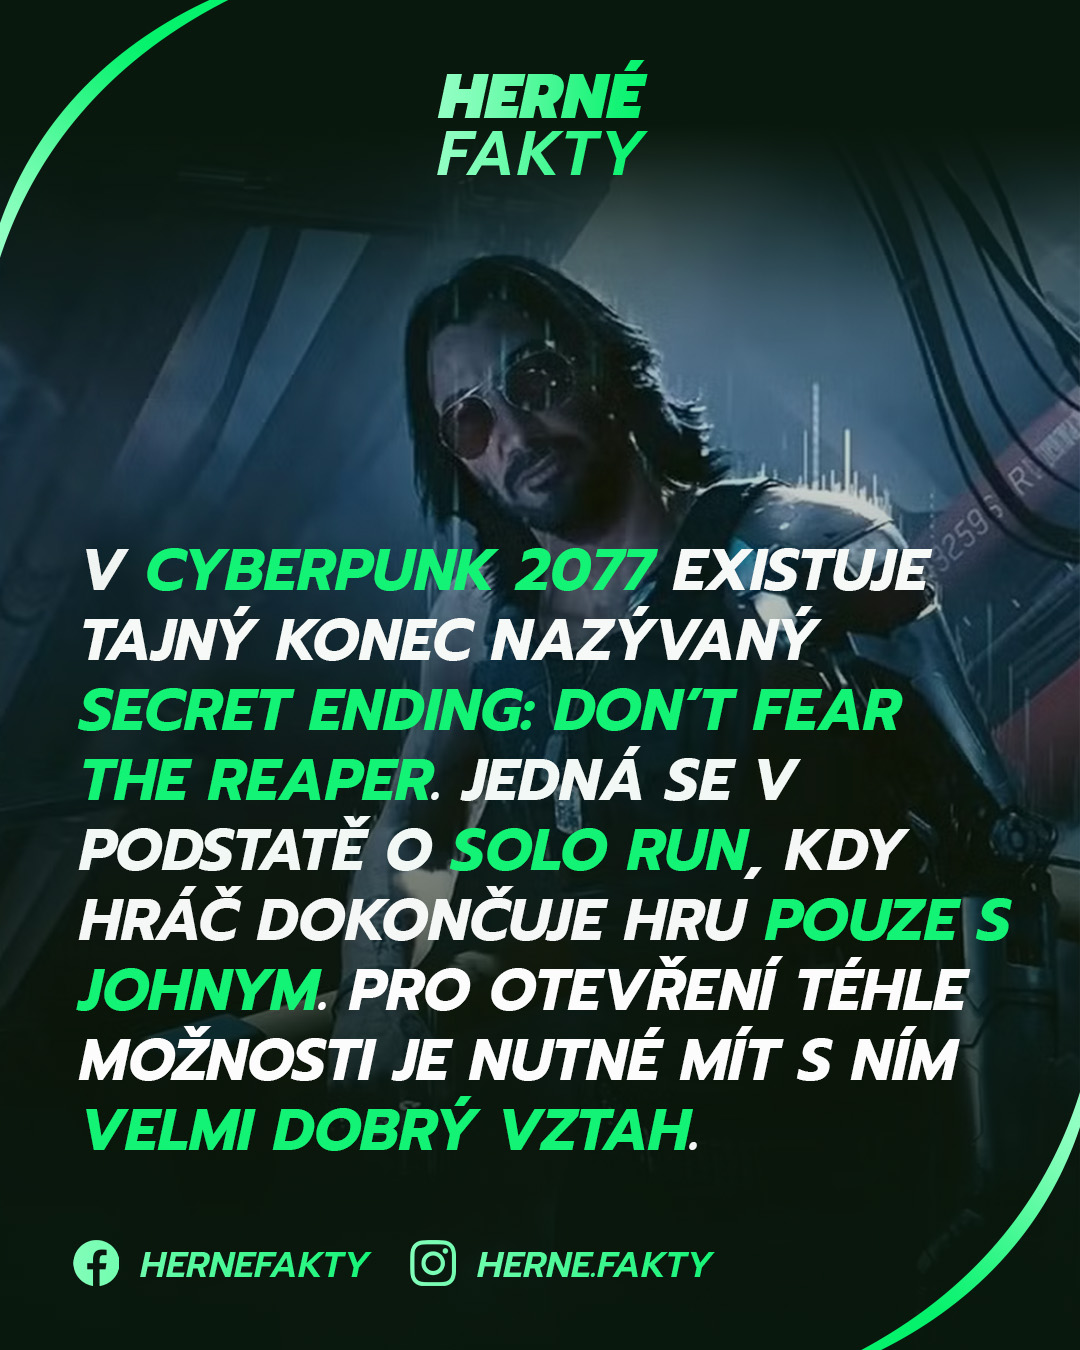 HERNÉ
FAKTY
V CYBERPUNK 2077 EXISTUJE
TAJNÝ KONEC NAZÝVANÝ
SECRET ENDING: DON'T FEAR
THE REAPER. JEDNÁ SE V
PODSTATĚ O SOLO RUN, KDY
HRÁČ DOKONČUJE HRU POUZE S
JOHNYM. PRO OTEVŘENÍ TÉHLE
MOŽNOSTI JE NUTNÉ MÍT S NÍM
VELMI DOBRÝ VZTAH.
HERNEFAKTY
HERNE.FAKTY